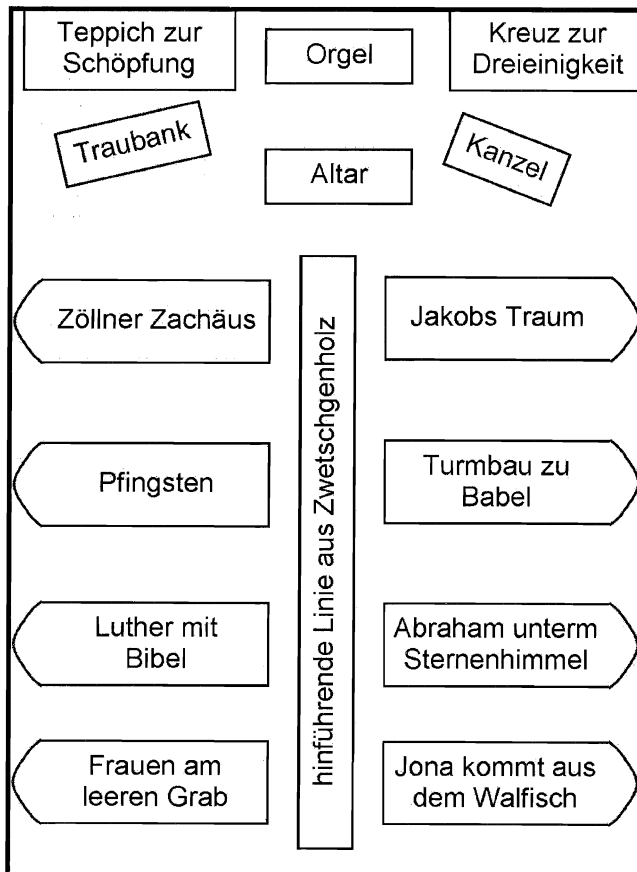 Teppich zur
Schöpfung
Orgel
Kreuz zur
Dreieinigkeit
Traubank
Altar
Kanzel
Zöllner Zachäus
Jakobs Traum
Pfingsten
Turmbau zu
Babel
hinführende Linie aus Zwetschgenholz
Luther mit
Bibel
Abraham unterm
Sternenhimmel
Frauen am
leeren Grab
Jona kommt aus
dem Walfisch